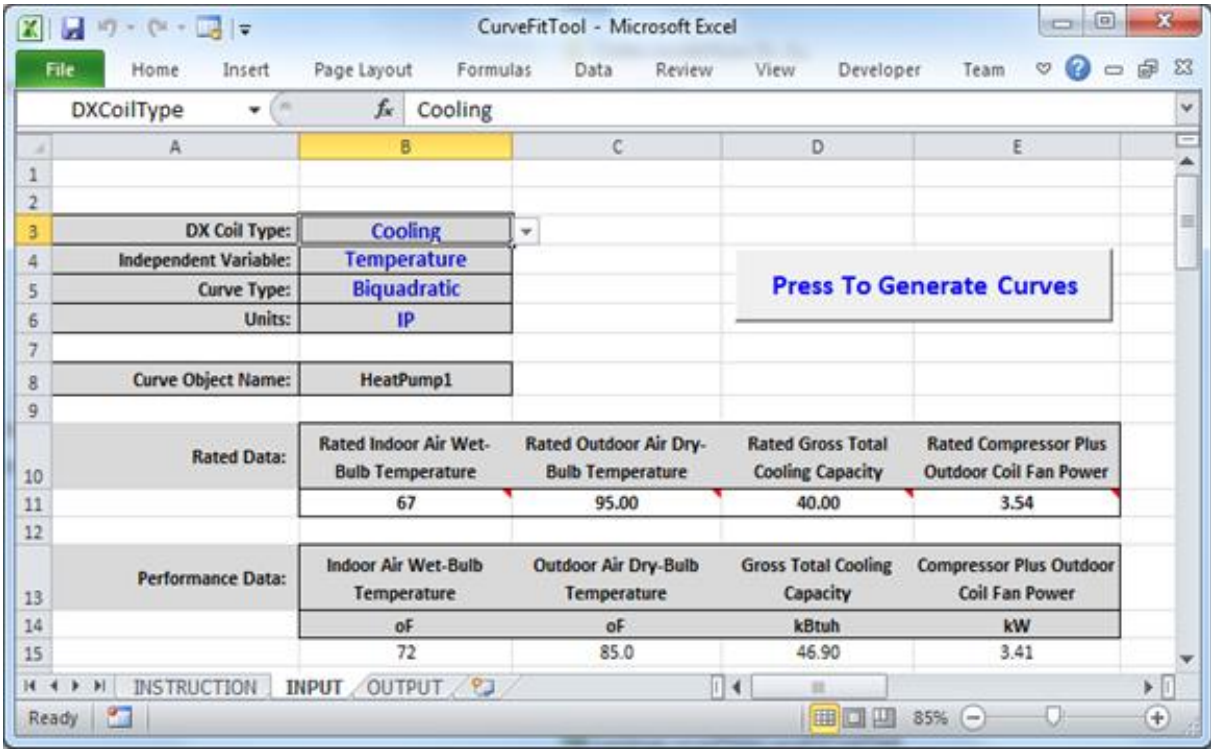 CurveFitTool - Microsoft Excel
File Home Insert Page Layout Formulas Data Review View Developer Team
DXCoilType fx Cooling
A B C D E
1
2
3 DX Coil Type: Cooling
4 Independent Variable: Temperature
5 Curve Type: Biquadratic
Press To Generate Curves
6 Units: IP
7
8 Curve Object Name: HeatPump1
9
Rated Indoor Air Wet- Rated Outdoor Air Dry- Rated Gross Total Rated Compressor Plus
Rated Data:
10 Bulb Temperature Bulb Temperature Cooling Capacity Outdoor Coil Fan Power
11 67 95.00 40.00 3.54
12
Indoor Air Wet-Bulb Outdoor Air Dry-Bulb Gross Total Cooling Compressor Plus Outdoor
Performance Data:
13 Temperature Temperature Capacity Coil Fan Power
14 oF oF kBtuh kW
15 72 85.0 46.90 3.41
INSTRUCTION INPUT OUTPUT
Ready 85%